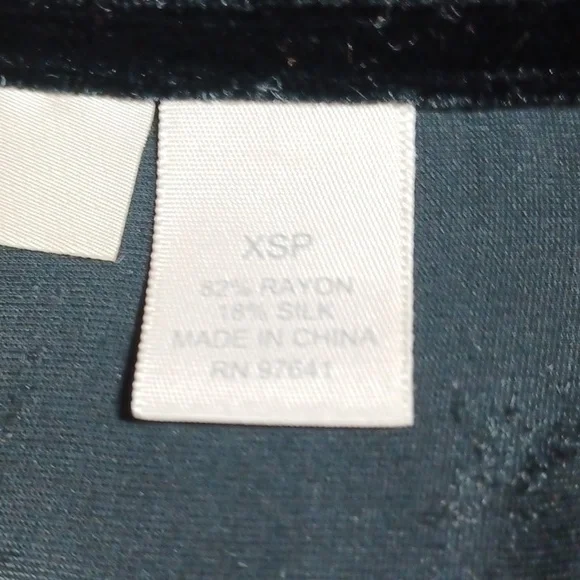 XSP
82% RAYON
18% SILK
MADE IN CHINA
RN 97641